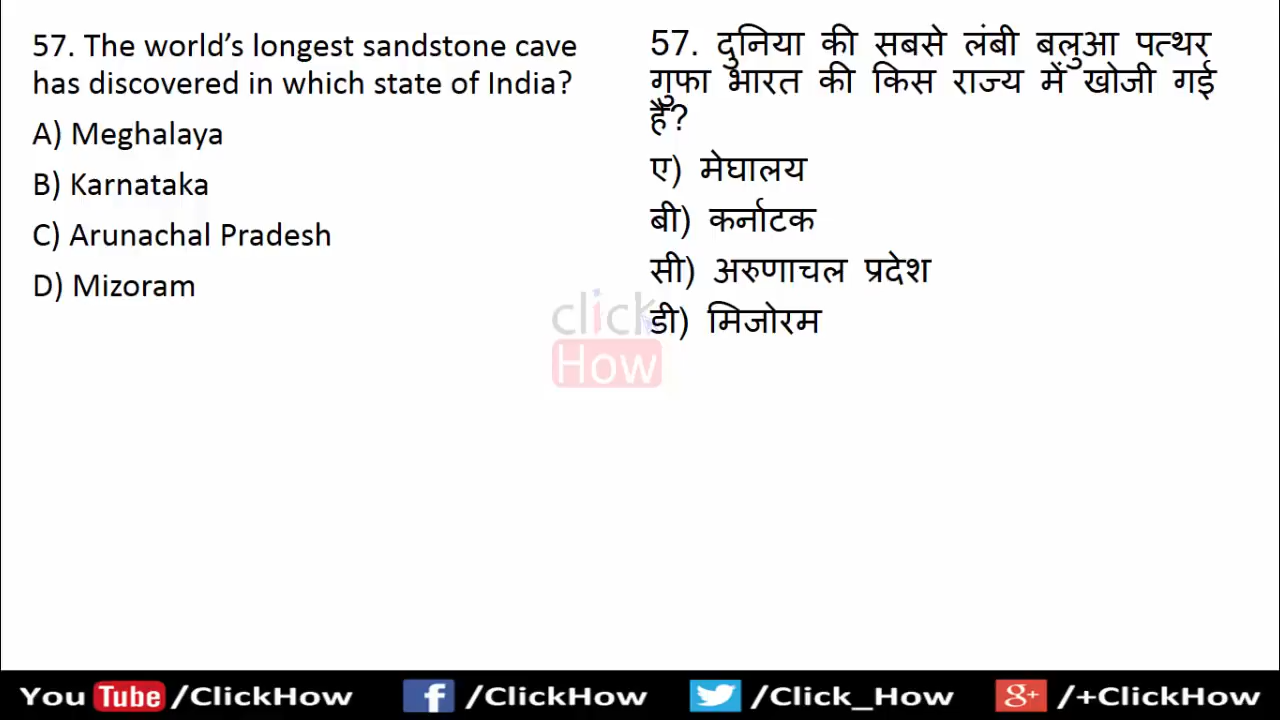 57. The world’s longest sandstone cave
has discovered in which state of India?
A) Meghalaya
B) Karnataka
C) Arunachal Pradesh
D) Mizoram
57. दुनिया की सबसे लंबी बलुआ पत्थर
गुफा भारत की किस राज्य में खोजी गई
है?
ए) मेघालय
बी) कर्नाटक
सी) अरुणाचल प्रदेश
डी) मिजोरम
click
How
You Tube /ClickHow f /ClickHow /Click_How g+ /+ClickHow